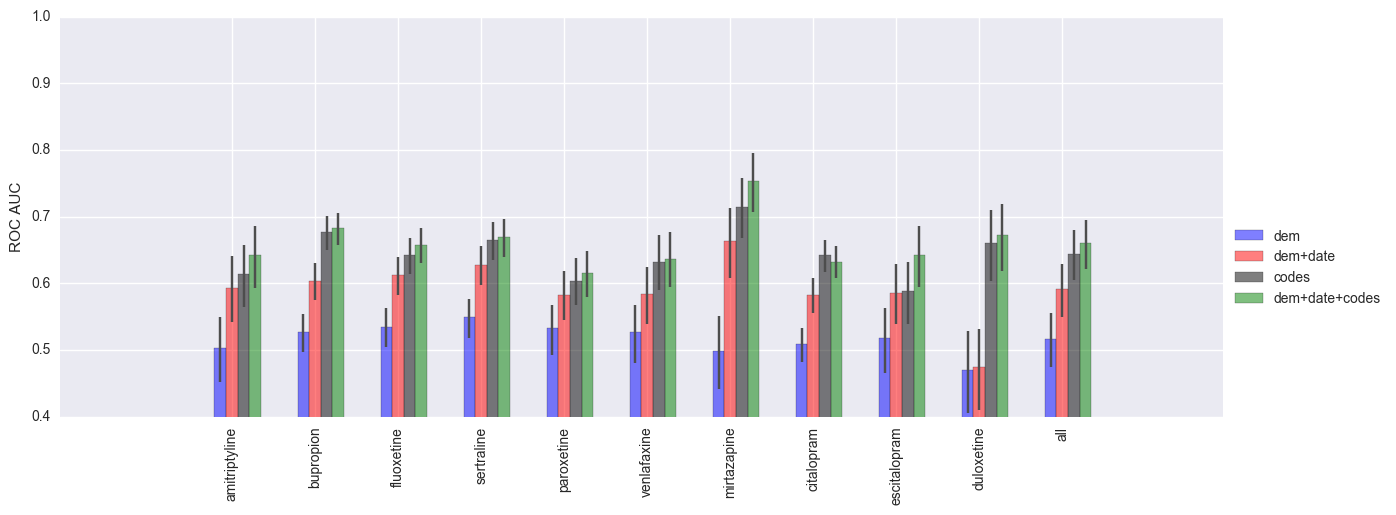 1.0
0.9
0.8
0.7
0.6
0.5
0.4
ROC AUC
amitriptyline
bupropion
fluoxetine
sertraline
paroxetine
venlafaxine
mirtazapine
citalopram
escitalopram
duloxetine
all
dem
dem+date
codes
dem+date+codes